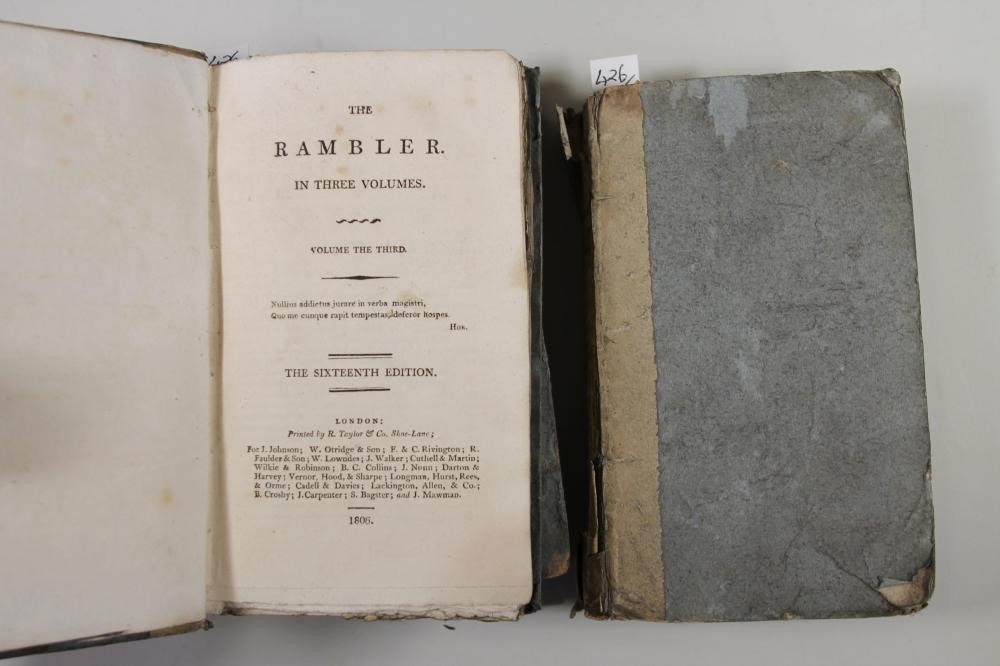 426
THE
RAMBLER.
IN THREE VOLUMES.
VOLUME THE THIRD.
Nullius addictus jurare in verba magistri,
Quo me cunque rapit tempestas, deferor hospes.
HOR.
THE SIXTEENTH EDITION.
LONDON:
Printed by R. Taylor & Co. Shoe-Lane;
For J. Johnson; W. Otridge & Son; F. & C. Rivington; R.
Faulder & Son; W. Lowndes; J. Walker; Cuthell & Martin;
Wilkie & Robinson; B. C. Collins; J. Nunn; Darton &
Harvey; Vernor, Hood, & Sharpe; Longman, Hurst, Rees,
& Orme; Cadell & Davies; Lackington, Allen, & Co.;
B. Crosby; J. Carpenter; S. Bagster; and J. Mawman.
1806.
426/